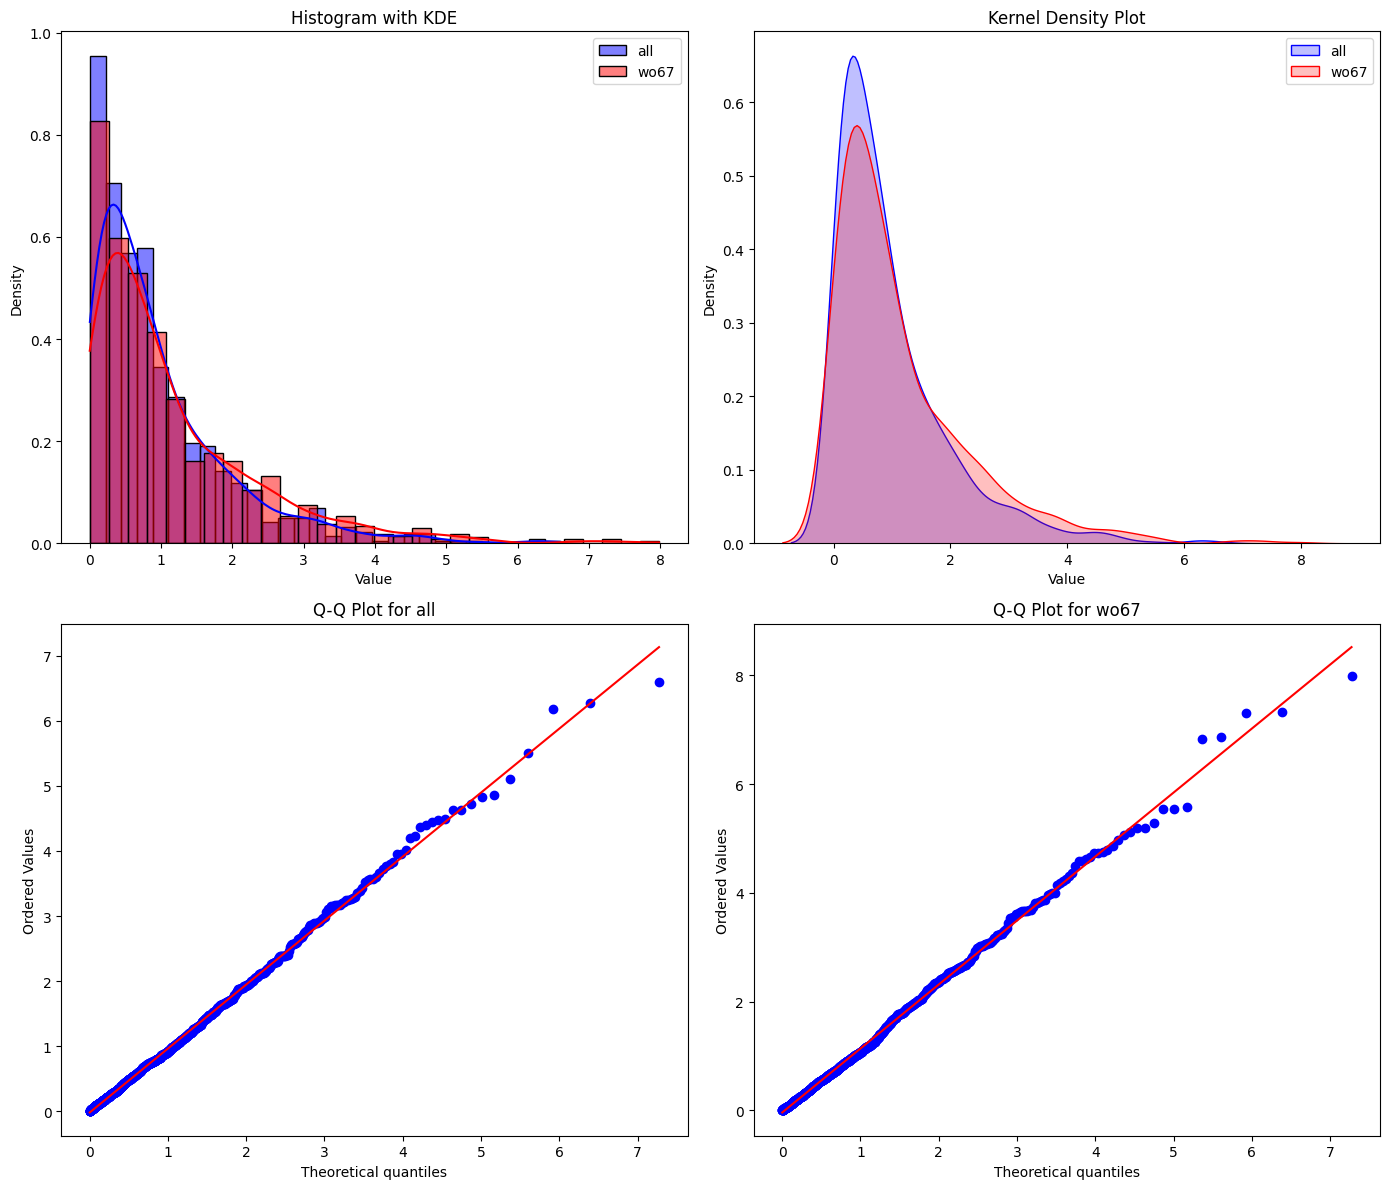 Histogram with KDE
1.0
0.8
0.6
0.4
0.2
0.0
Density
0 1 2 3 4 5 6 7 8
Value
all
wo67
Kernel Density Plot
0.6
0.5
0.4
0.3
0.2
0.1
0.0
Density
0 2 4 6 8
Value
all
wo67
Q-Q Plot for all
7
6
5
4
3
2
1
0
Ordered Values
0 1 2 3 4 5 6 7
Theoretical quantiles
Q-Q Plot for wo67
8
6
4
2
0
Ordered Values
0 1 2 3 4 5 6 7
Theoretical quantiles